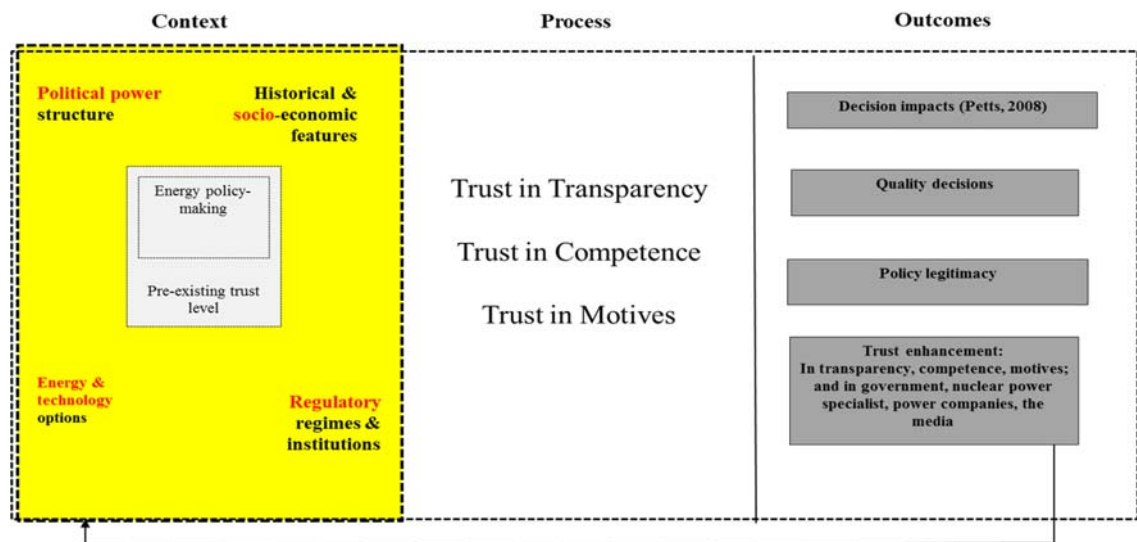 Context
Process
Outcomes
Political power
structure
Historical &
socio-economic
features
Energy policy-
making
Pre-existing trust
level
Energy &
technology
options
Regulatory
regimes &
institutions
Trust in Transparency
Trust in Competence
Trust in Motives
Decision impacts (Petts, 2008)
Quality decisions
Policy legitimacy
Trust enhancement:
In transparency, competence, motives;
and in government, nuclear power
specialist, power companies, the
media